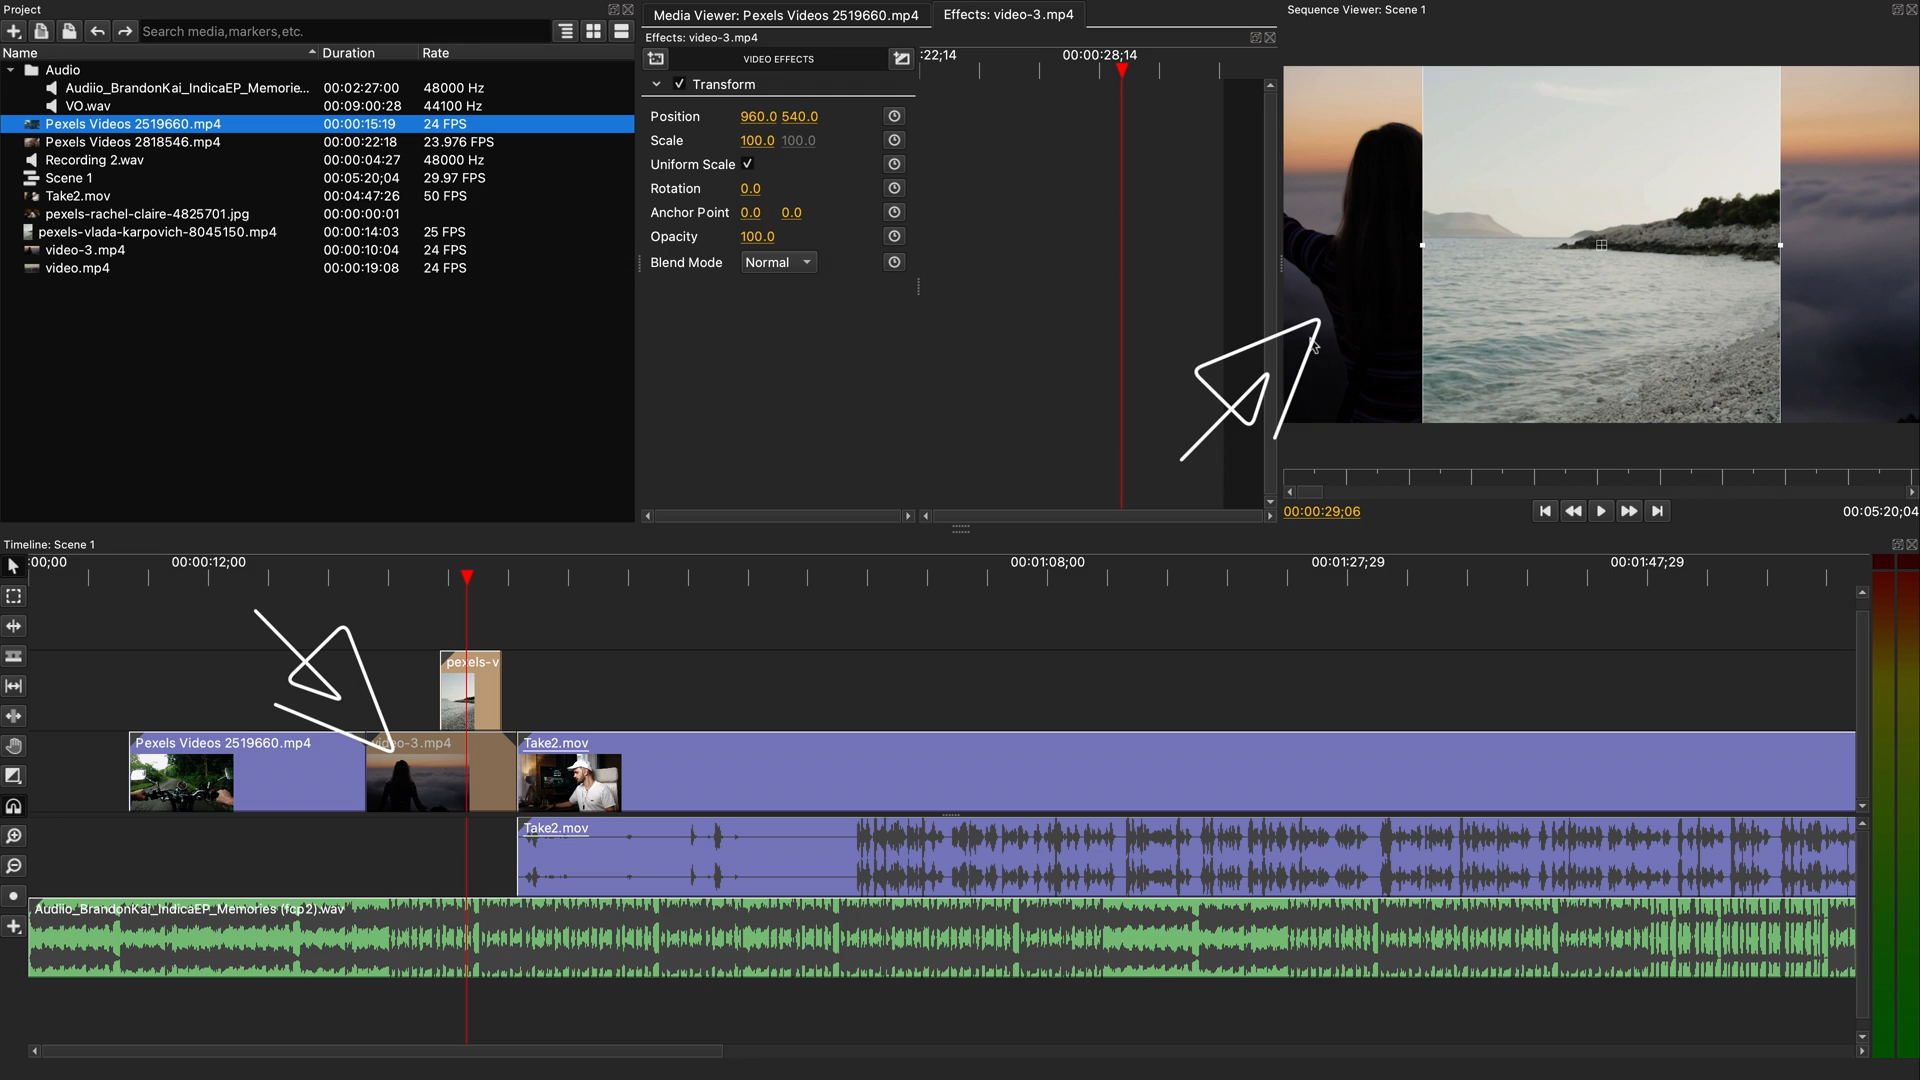 Project
Search media,markers,etc.
Name Duration Rate
Audio
Audiio_BrandonKai_IndicaEP_Memorie... 00:02:27:00 48000 Hz
VO.wav 00:09:00:28 44100 Hz
Pexels Videos 2519660.mp4 00:00:15:19 24 FPS
Pexels Videos 2818546.mp4 00:00:22:18 23.976 FPS
Recording 2.wav 00:00:04:27 48000 Hz
Scene 1 00:05:20;04 29.97 FPS
Take2.mov 00:04:47:26 50 FPS
pexels-rachel-claire-4825701.jpg 00:00:00:01
pexels-vlada-karpovich-8045150.mp4 00:00:14:03 25 FPS
video-3.mp4 00:00:10:04 24 FPS
video.mp4 00:00:19:08 24 FPS
Media Viewer: Pexels Videos 2519660.mp4 Effects: video-3.mp4
Effects: video-3.mp4
VIDEO EFFECTS :22;14 00:00:28;14
Transform
Position 960.0 540.0
Scale 100.0 100.0
Uniform Scale
Rotation 0.0
Anchor Point 0.0 0.0
Opacity 100.0
Blend Mode Normal
Sequence Viewer: Scene 1
00:00:29;06 00:05:20;04
Timeline: Scene 1
:00;00 00:00:12;00 00:01:08;00 00:01:27;29 00:01:47;29
pexels-v
Pexels Videos 2519660.mp4 video-3.mp4 Take2.mov
Take2.mov
Audiio_BrandonKai_IndicaEP_Memories (fcp2).wav